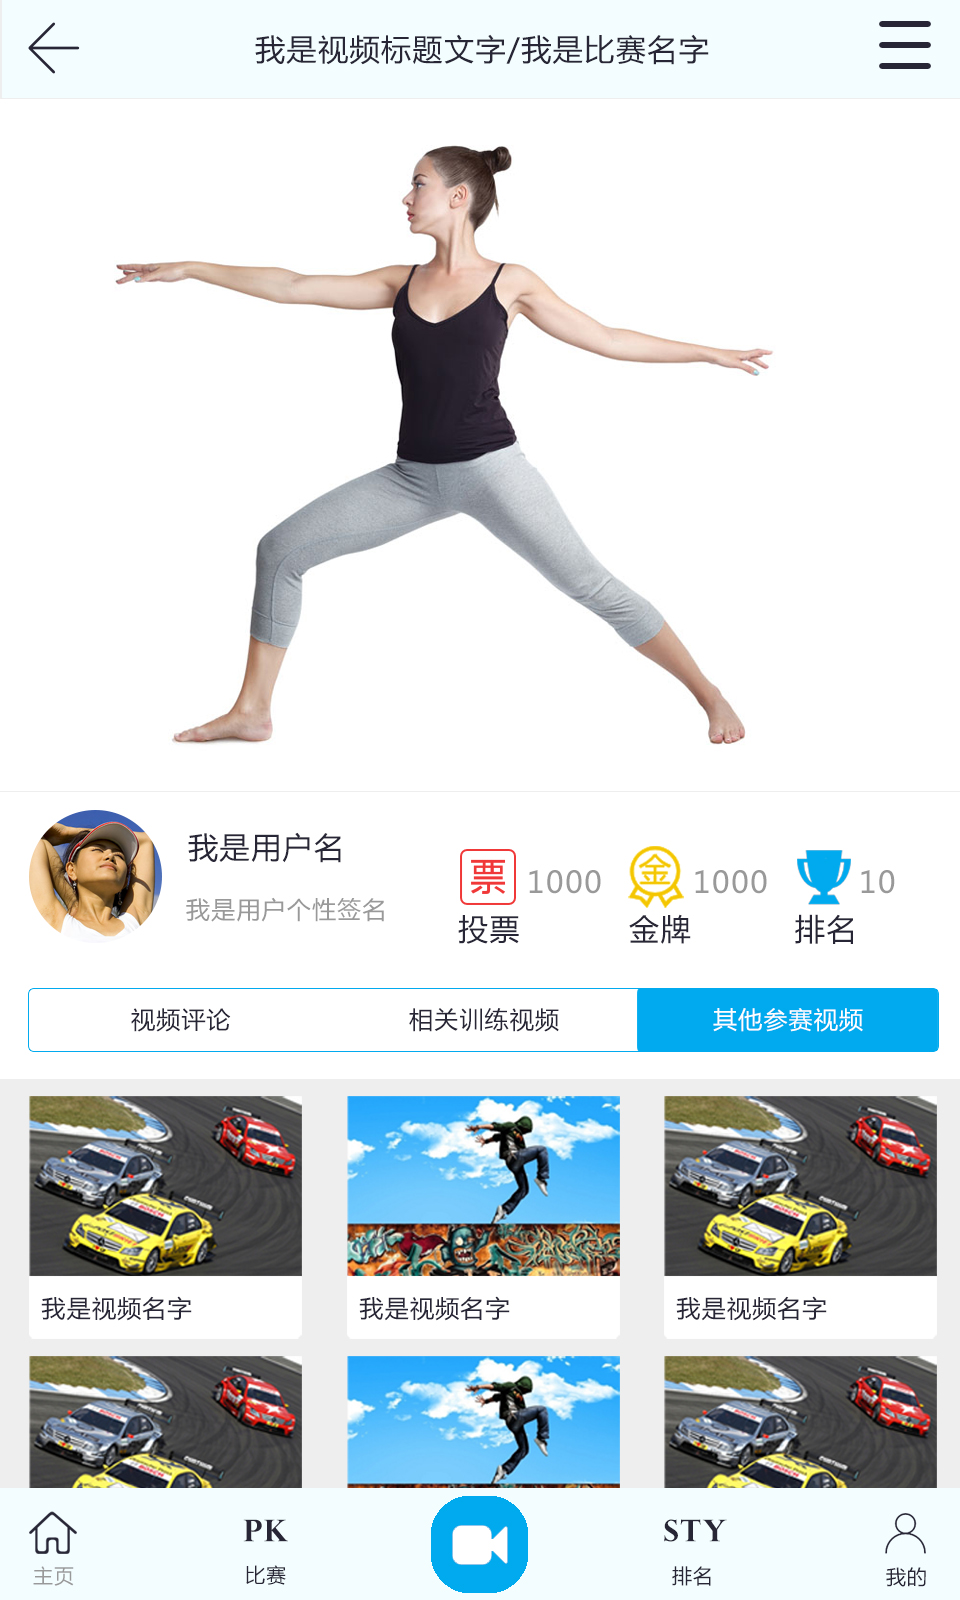 我是视频标题文字/我是比赛名字
我是用户名
我是用户个性签名
票 1000
投票
金 1000
金牌
10
排名
视频评论
相关训练视频
其他参赛视频
我是视频名字
我是视频名字
我是视频名字
主页
PK
比赛
STY
排名
我的